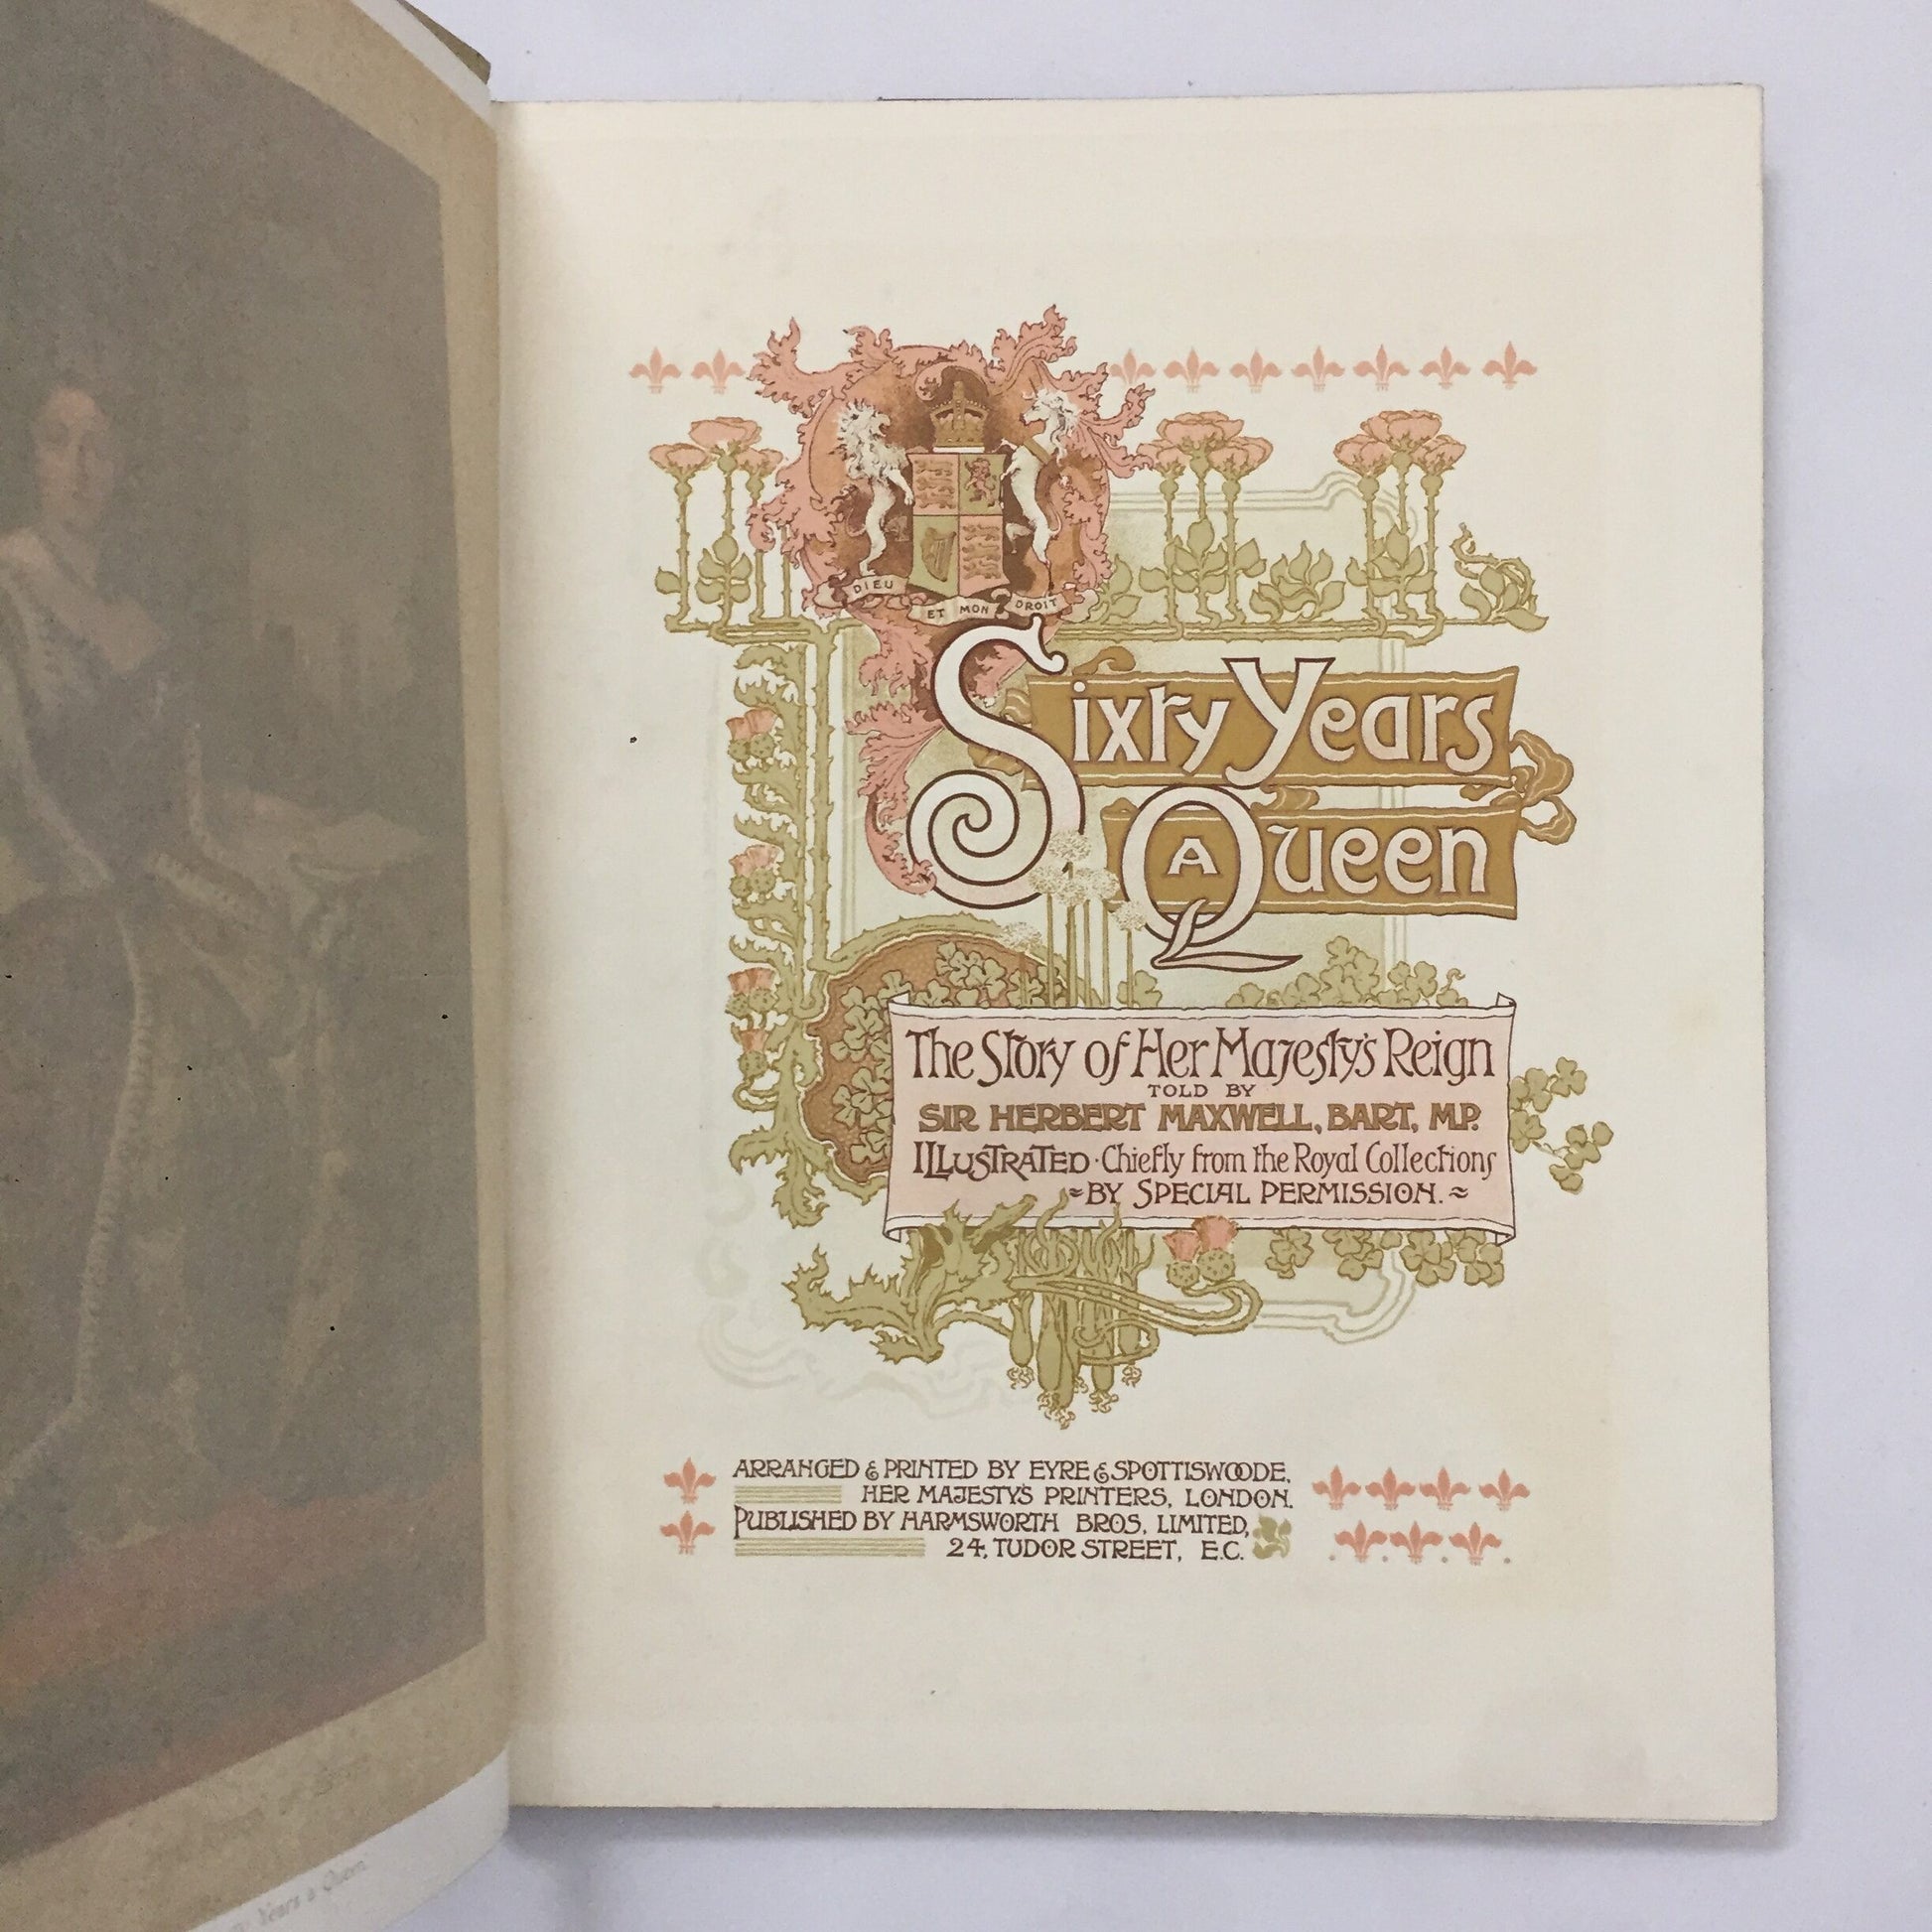 DIEU ET MON DROIT
Sixty Years
A Queen
The Story of Her Majesty's Reign
TOLD BY
SIR HERBERT MAXWELL, BART, M.P.
ILLUSTRATED · Chiefly from the Royal Collections
≈ BY SPECIAL PERMISSION. ≈
ARRANGED & PRINTED BY EYRE & SPOTTISWOODE,
HER MAJESTY'S PRINTERS, LONDON.
PUBLISHED BY HARMSWORTH BROS, LIMITED,
24, TUDOR STREET, E.C.
Years a Queen